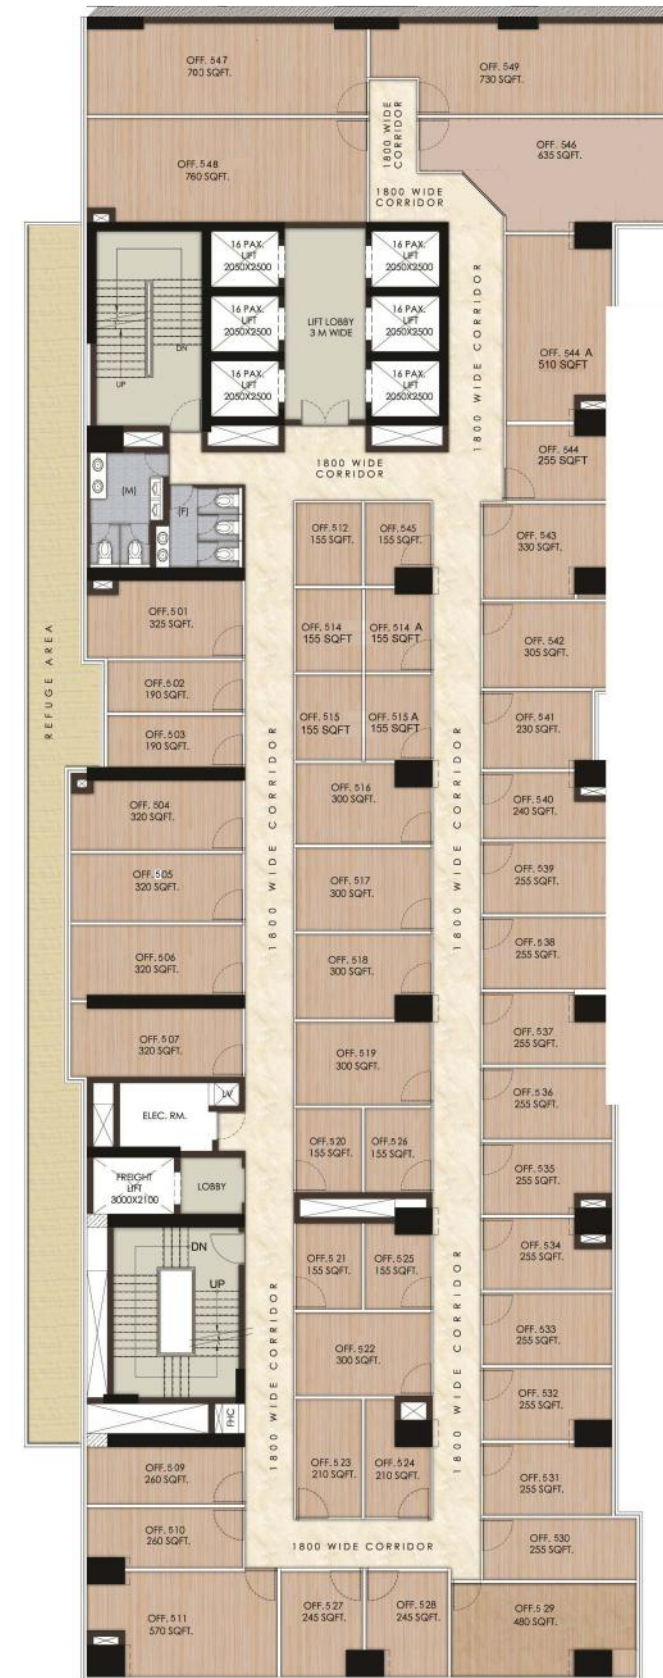 OFF. 547
700 SQFT.
OFF. 549
730 SQFT.
1800 WIDE
CORRIDOR
OFF. 546
635 SQFT.
OFF. 548
760 SQFT.
1800 WIDE
CORRIDOR
16 PAX.
LIFT
2050X2500
16 PAX.
LIFT
2050X2500
16 PAX.
LIFT
2050X2500
16 PAX.
LIFT
2050X2500
16 PAX.
LIFT
2050X2500
16 PAX.
LIFT
2050X2500
LIFT LOBBY
3 M WIDE
DN
UP
1800 WIDE CORRIDOR
OFF. 544 A
510 SQFT
OFF. 544
255 SQFT
1800 WIDE
CORRIDOR
(M)
(F)
OFF.512
155 SQFT.
OFF.545
155 SQFT.
OFF. 543
330 SQFT.
OFF.501
325 SQFT.
OFF. 514
155 SQFT
OFF. 514 A
155 SQFT
OFF. 542
305 SQFT.
REFUGE AREA
OFF.502
190 SQFT.
OFF.503
190 SQFT.
OFF. 515
155 SQFT
OFF. 515 A
155 SQFT
OFF. 541
230 SQFT.
1800 WIDE CORRIDOR
1800 WIDE CORRIDOR
OFF. 504
320 SQFT.
OFF. 516
300 SQFT.
OFF. 540
240 SQFT.
OFF. 505
320 SQFT.
OFF. 517
300 SQFT.
OFF. 539
255 SQFT.
OFF. 506
320 SQFT.
OFF. 518
300 SQFT.
OFF. 538
255 SQFT.
OFF. 507
320 SQFT.
OFF. 519
300 SQFT.
OFF. 537
255 SQFT.
LV
ELEC. RM.
OFF. 536
255 SQFT.
OFF.520
155 SQFT.
OFF.526
155 SQFT.
OFF. 535
255 SQFT.
FREIGHT
LIFT
3000X2100
LOBBY
DN
UP
OFF.521
155 SQFT.
OFF.525
155 SQFT.
OFF. 534
255 SQFT.
1800 WIDE CORRIDOR
1800 WIDE CORRIDOR
OFF. 522
300 SQFT.
OFF. 533
255 SQFT.
FHC
OFF. 532
255 SQFT.
OFF. 509
260 SQFT.
OFF.523
210 SQFT.
OFF.524
210 SQFT.
OFF. 531
255 SQFT.
OFF. 510
260 SQFT.
1800 WIDE CORRIDOR
OFF. 530
255 SQFT.
OFF. 511
570 SQFT.
OFF.527
245 SQFT.
OFF. 528
245 SQFT.
OFF. 529
480 SQFT.